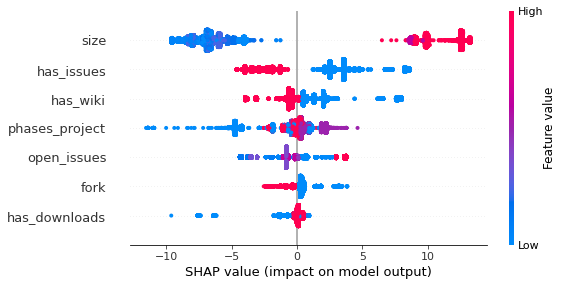 High
size
has_issues
has_wiki
phases_project
open_issues
fork
has_downloads
Low
Feature value
−10 −5 0 5 10
SHAP value (impact on model output)